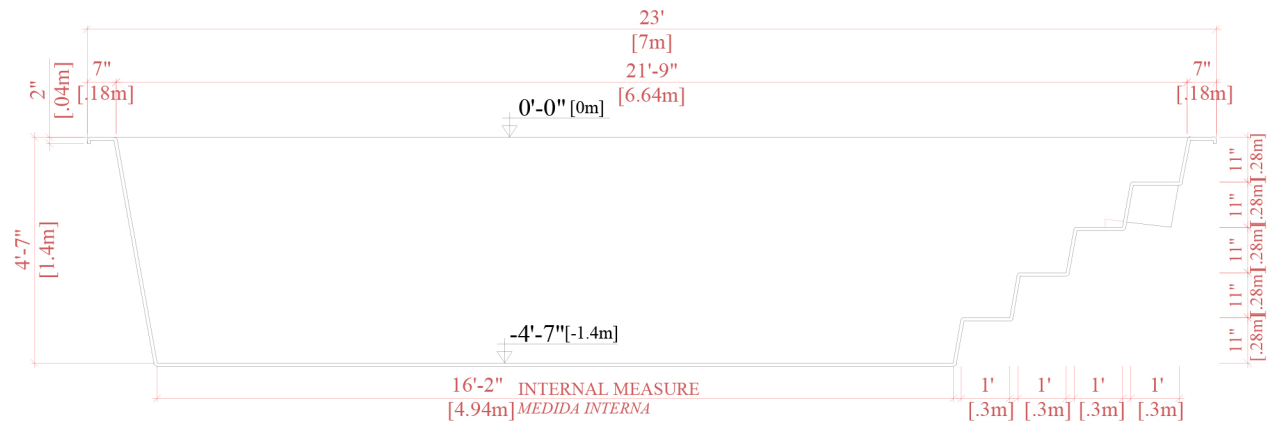 23'
[7m]
7"
[.18m]
21'-9"
[6.64m]
7"
[.18m]
2"
[.04m]
0'-0" [0m]
4'-7"
[1.4m]
11"
[.28m]
11"
[.28m]
11"
[.28m]
11"
[.28m]
11"
[.28m]
-4'-7"[-1.4m]
16'-2" INTERNAL MEASURE
[4.94m] MEDIDA INTERNA
1'
[.3m]
1'
[.3m]
1'
[.3m]
1'
[.3m]